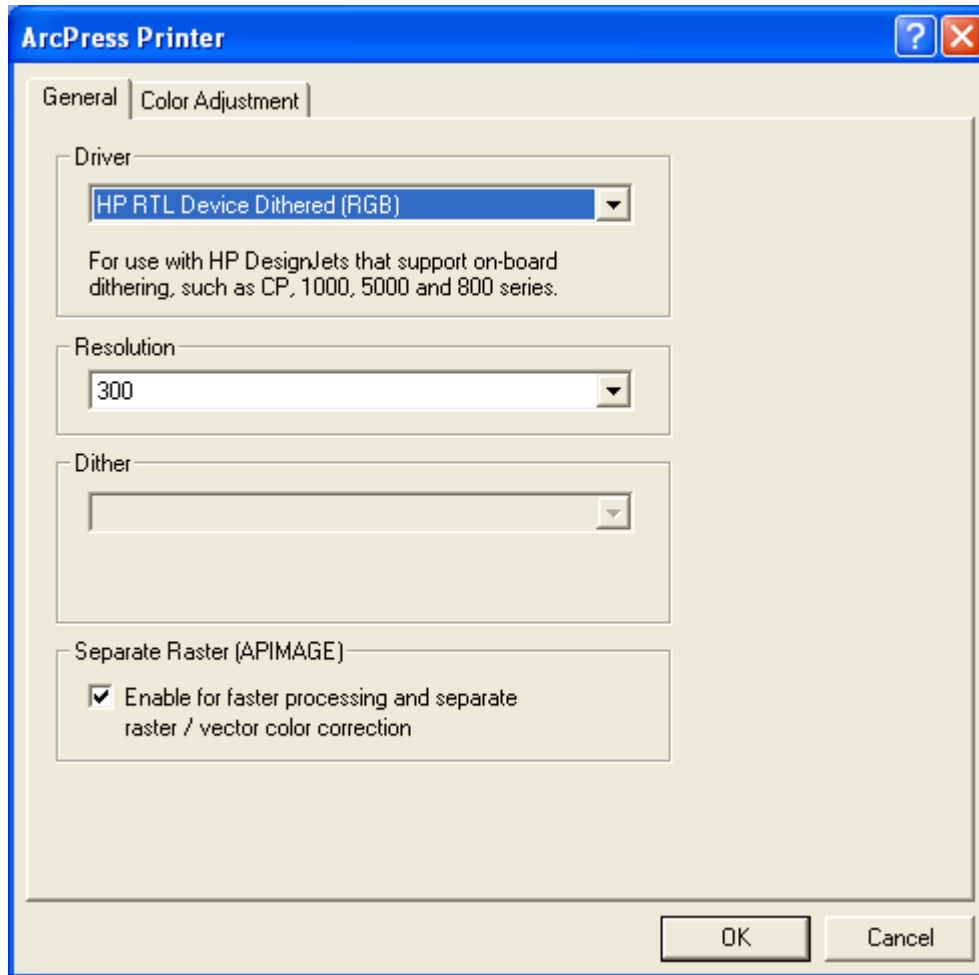 ArcPress Printer
General
Color Adjustment
Driver
HP RTL Device Dithered (RGB)
For use with HP DesignJets that support on-board
dithering, such as CP, 1000, 5000 and 800 series.
Resolution
300
Dither
Separate Raster (APIMAGE)
Enable for faster processing and separate
raster / vector color correction
OK
Cancel